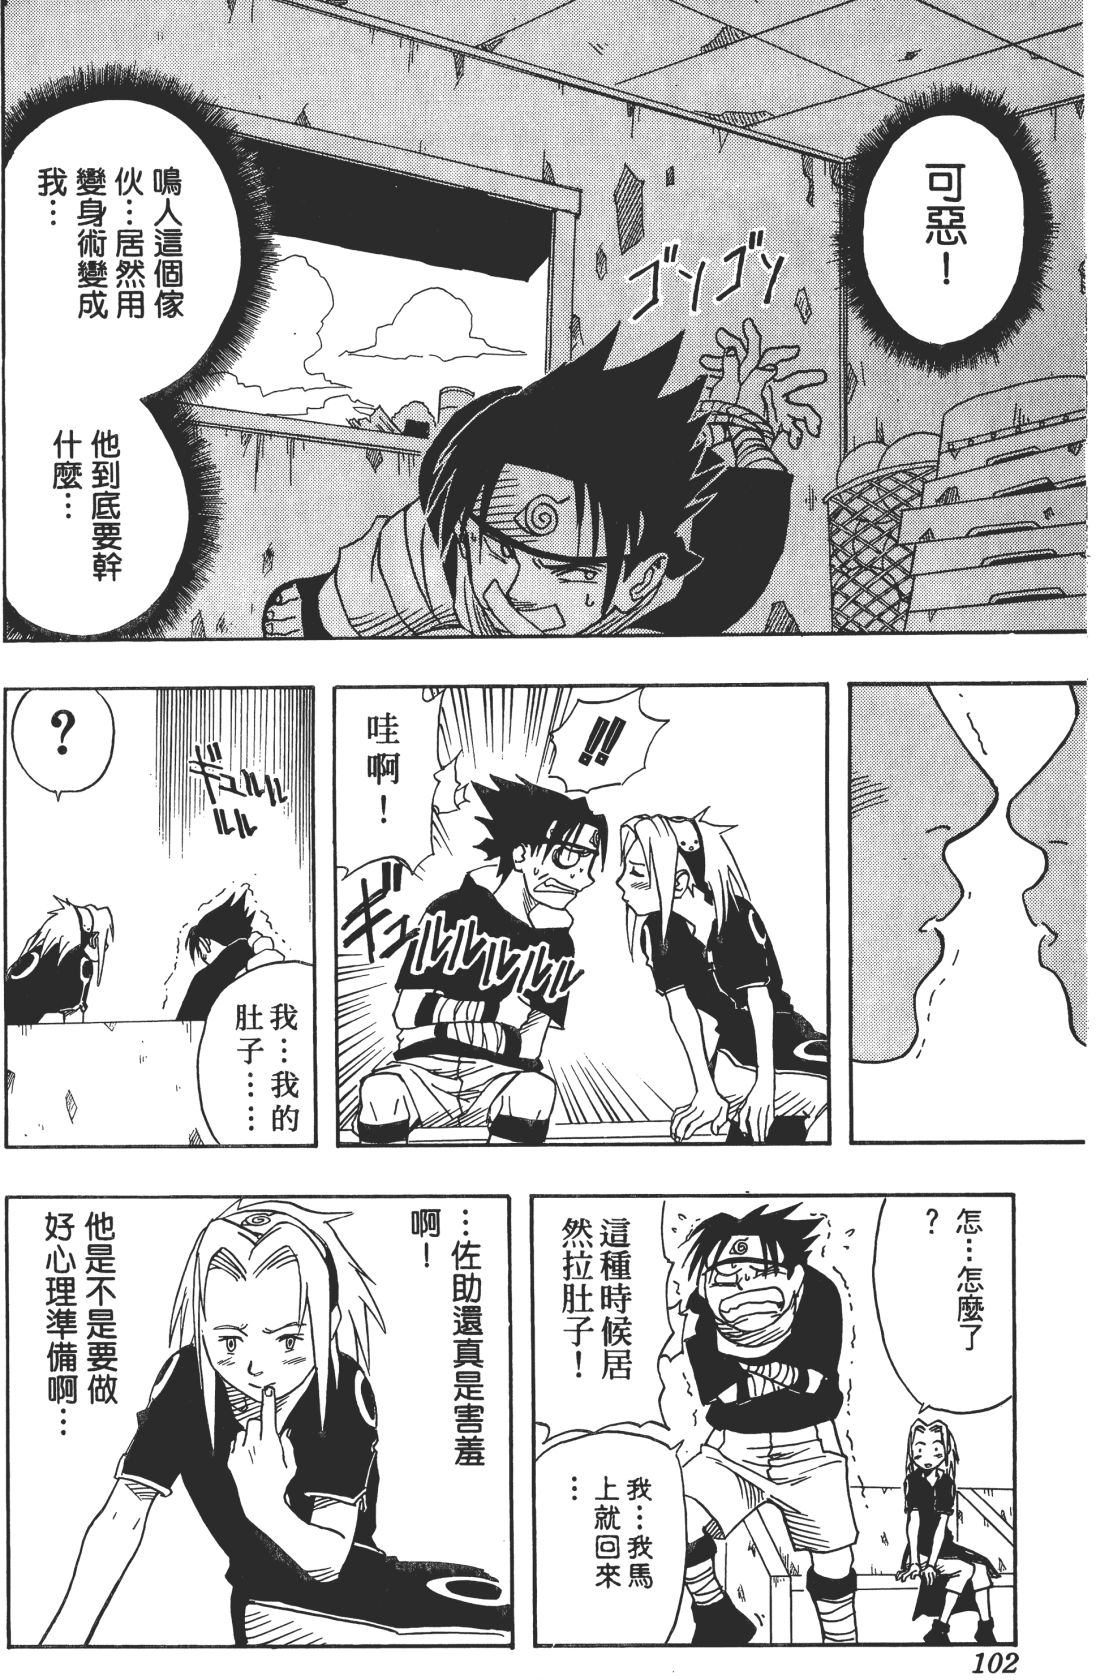 可惡！
ゴソゴソ
鳴人這個傢
伙…居然用
變身術變成
我…
他到底要幹
什麼…
!!
哇啊！
ギュルルルルル
？
ギュルル
ルル
我…我的
肚子……
怎…怎麼了
？
這種時候居
然拉肚子！
我…我馬
上就回來
…
…佐助還真是害羞
啊！
他是不是要做
好心理準備啊…
102